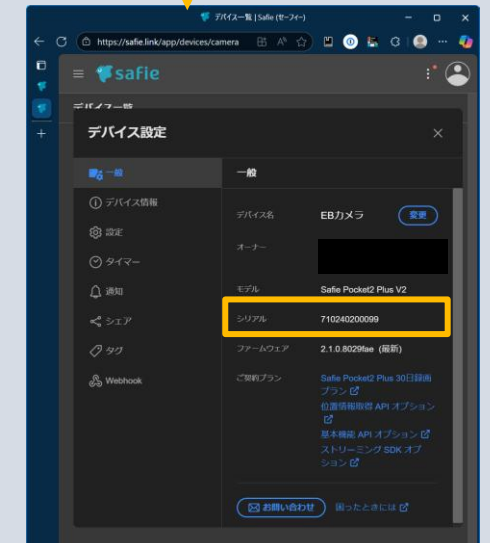 デバイス一覧 | Safie (セーフィー)
https://safie.link/app/devices/camera
safie
デバイス一覧
デバイス設定
一般
一般
デバイス情報
設定
タイマー
通知
シェア
タグ
Webhook
デバイス名 EBカメラ 変更
オーナー
モデル Safie Pocket2 Plus V2
シリアル 710240200099
ファームウェア 2.1.0.8029fae (最新)
ご契約プラン Safie Pocket2 Plus 30日録画
プラン
位置情報取得 API オプション
基本機能 API オプション
ストリーミング SDK オプ
ション
お問い合わせ 困ったときには